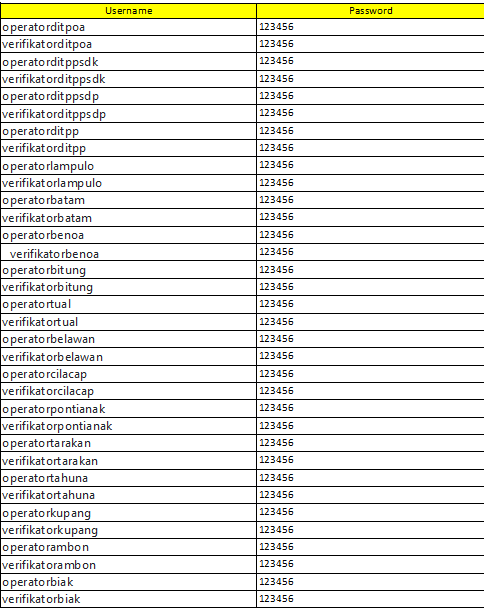 Username Password
operatorditpoa 123456
verifikatorditpoa 123456
operatorditppsdk 123456
verifikatorditppsdk 123456
operatorditppsdp 123456
verifikatorditppsdp 123456
operatorditpp 123456
verifikatorditpp 123456
operatorlampulo 123456
verifikatorlampulo 123456
operatorbatam 123456
verifikatorbatam 123456
operatorbenoa 123456
verifikatorbenoa 123456
operatorbitung 123456
verifikatorbitung 123456
operatortual 123456
verifikatortual 123456
operatorbelawan 123456
verifikatorbelawan 123456
operatorcilacap 123456
verifikatorcilacap 123456
operatorpontianak 123456
verifikatorpontianak 123456
operatortarakan 123456
verifikatortarakan 123456
operatortahuna 123456
verifikatortahuna 123456
operatorkupang 123456
verifikatorkupang 123456
operatorambon 123456
verifikatorambon 123456
operatorbiak 123456
verifikatorbiak 123456